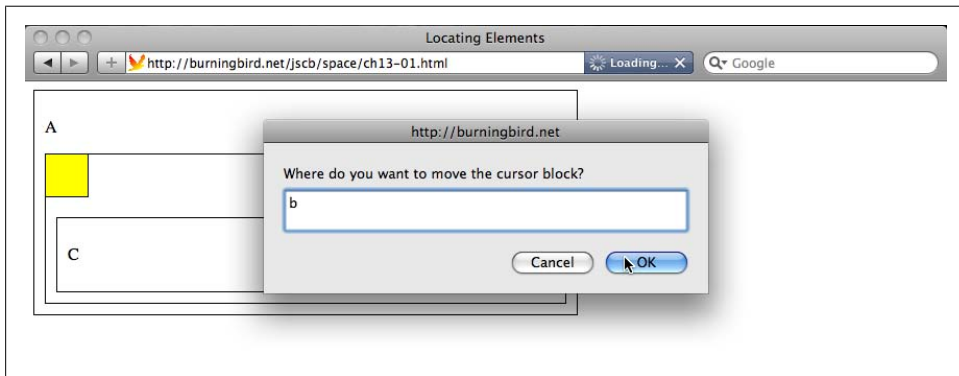 Locating Elements
http://burningbird.net/jscb/space/ch13-01.html
Loading...
Google
A
http://burningbird.net
Where do you want to move the cursor block?
b
C
Cancel
OK